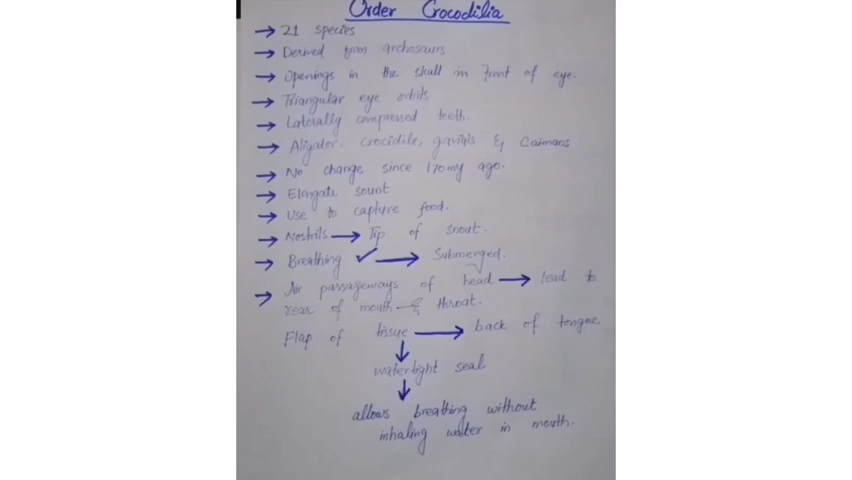 Order Crocodilia
→ 21 species
→ Derived from archosaurs
→ Openings in the skull in front of eye.
→ Triangular eye orbits
→ Laterally compressed teeth.
→ Aligator, crocidile, gavials & Caimans
→ No change since 170my ago.
→ Elongate sount
→ Use to capture food.
→ Nostrils → Tip of snout.
→ Breathing ✓ → Submerged.
→ Air passageways of head → lead to
rear of mouth & throat.
Flap of tissue → back of tongue
↓
watertight seal
↓
allows breathing without
inhaling water in mouth.